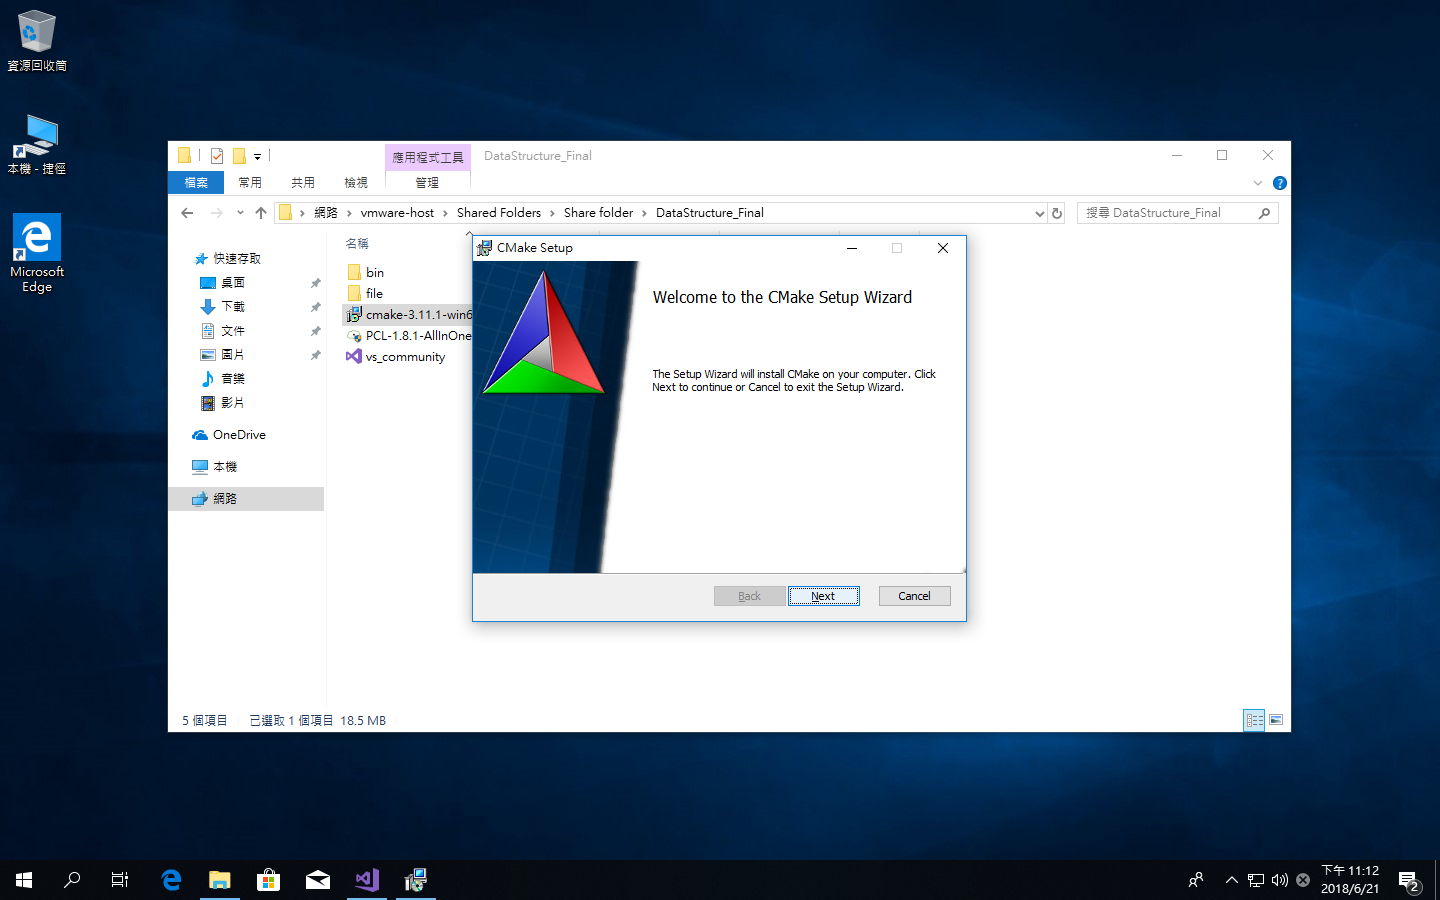 資源回收筒
本機 - 捷徑
Microsoft
Edge
應用程式工具
DataStructure_Final
檔案
常用
共用
檢視
管理
網路 › vmware-host › Shared Folders › Share folder › DataStructure_Final
搜尋 DataStructure_Final
快速存取
桌面
下載
文件
圖片
音樂
影片
OneDrive
本機
網路
名稱
bin
file
cmake-3.11.1-win6
PCL-1.8.1-AllInOne
vs_community
CMake Setup
Welcome to the CMake Setup Wizard
The Setup Wizard will install CMake on your computer. Click
Next to continue or Cancel to exit the Setup Wizard.
Back
Next
Cancel
5 個項目
已選取 1 個項目 18.5 MB
下午 11:12
2018/6/21
2